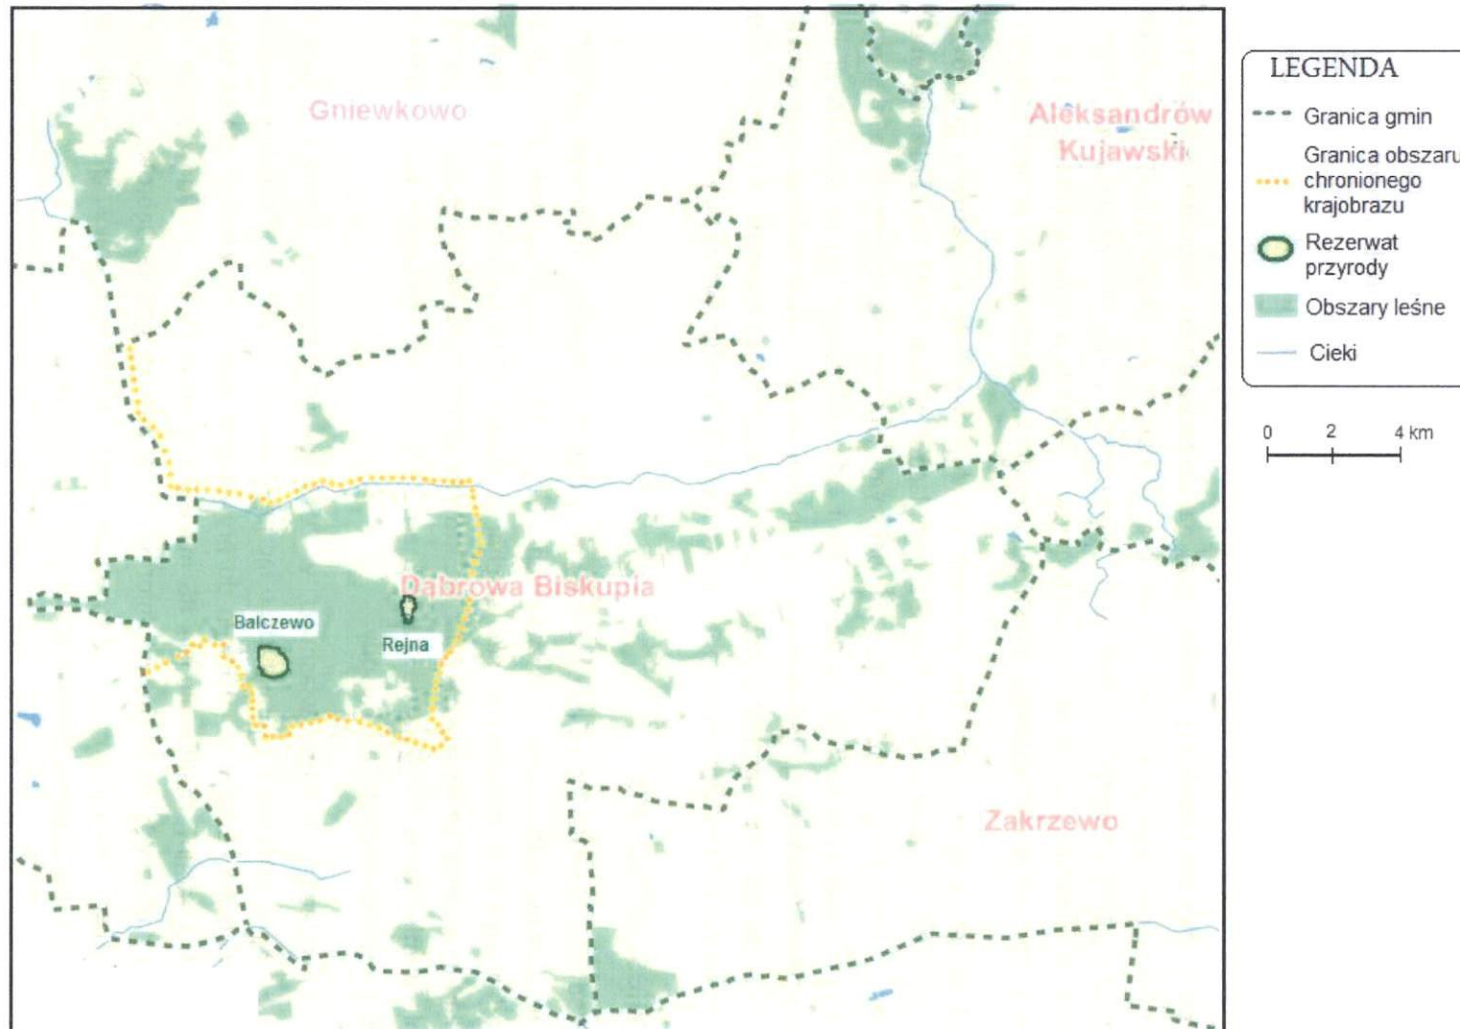 Gniewkowo
Aleksandrów
Kujawski
Dąbrowa Biskupia
Balczewo
Rejna
Zakrzewo
LEGENDA
Granica gmin
Granica obszaru
chronionego
krajobrazu
Rezerwat
przyrody
Obszary leśne
Cieki
0 2 4 km